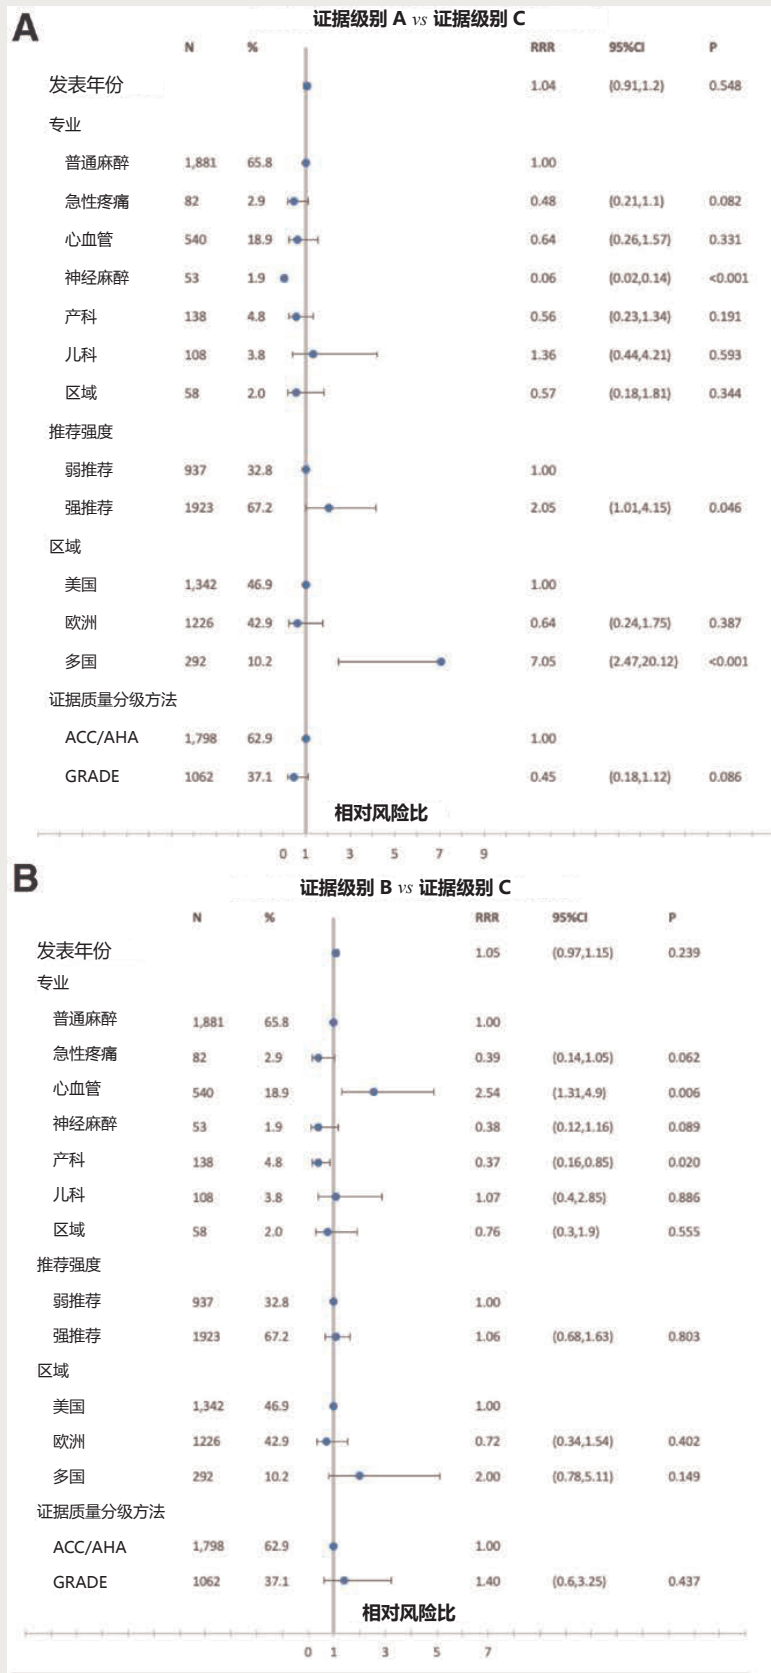 A
证据级别 A vs 证据级别 C
N % RRR 95%CI P
发表年份 1.04 (0.91,1.2) 0.548
专业
普通麻醉 1,881 65.8 1.00
急性疼痛 82 2.9 0.48 (0.21,1.1) 0.082
心血管 540 18.9 0.64 (0.26,1.57) 0.331
神经麻醉 53 1.9 0.06 (0.02,0.14) <0.001
产科 138 4.8 0.56 (0.23,1.34) 0.191
儿科 108 3.8 1.36 (0.44,4.21) 0.593
区域 58 2.0 0.57 (0.18,1.81) 0.344
推荐强度
弱推荐 937 32.8 1.00
强推荐 1923 67.2 2.05 (1.01,4.15) 0.046
区域
美国 1,342 46.9 1.00
欧洲 1226 42.9 0.64 (0.24,1.75) 0.387
多国 292 10.2 7.05 (2.47,20.12) <0.001
证据质量分级方法
ACC/AHA 1,798 62.9 1.00
GRADE 1062 37.1 0.45 (0.18,1.12) 0.086
相对风险比
0 1 3 5 7 9
B
证据级别 B vs 证据级别 C
N % RRR 95%CI P
发表年份 1.05 (0.97,1.15) 0.239
专业
普通麻醉 1,881 65.8 1.00
急性疼痛 82 2.9 0.39 (0.14,1.05) 0.062
心血管 540 18.9 2.54 (1.31,4.9) 0.006
神经麻醉 53 1.9 0.38 (0.12,1.16) 0.089
产科 138 4.8 0.37 (0.16,0.85) 0.020
儿科 108 3.8 1.07 (0.4,2.85) 0.886
区域 58 2.0 0.76 (0.3,1.9) 0.555
推荐强度
弱推荐 937 32.8 1.00
强推荐 1923 67.2 1.06 (0.68,1.63) 0.803
区域
美国 1,342 46.9 1.00
欧洲 1226 42.9 0.72 (0.34,1.54) 0.402
多国 292 10.2 2.00 (0.78,5.11) 0.149
证据质量分级方法
ACC/AHA 1,798 62.9 1.00
GRADE 1062 37.1 1.40 (0.6,3.25) 0.437
相对风险比
0 1 3 5 7